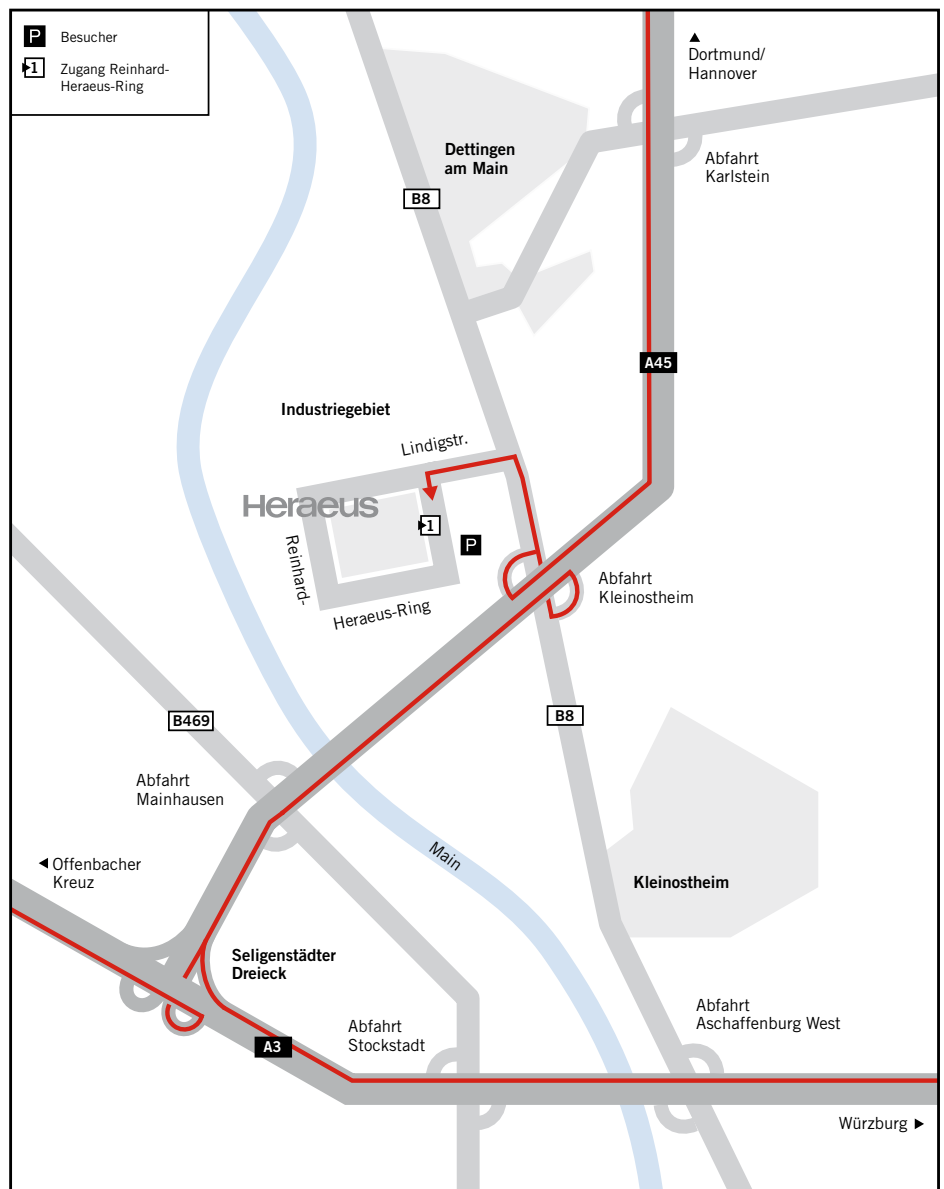 P Besucher
1 Zugang Reinhard-
Heraeus-Ring
Dortmund/
Hannover
Dettingen
am Main
Abfahrt
Karlstein
B8
A45
Industriegebiet
Lindigstr.
Heraeus
1
P
Reinhard-
Heraeus-Ring
Abfahrt
Kleinostheim
B469
B8
Abfahrt
Mainhausen
Main
Offenbacher
Kreuz
Kleinostheim
Seligenstädter
Dreieck
Abfahrt
Aschaffenburg West
Abfahrt
Stockstadt
A3
Würzburg